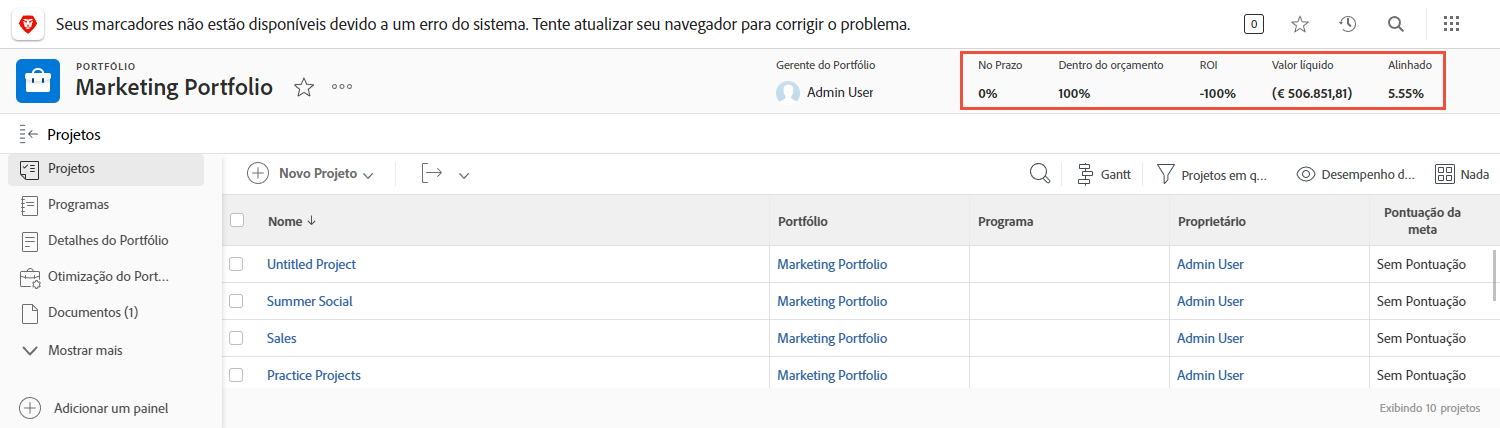 Seus marcadores não estão disponíveis devido a um erro do sistema. Tente atualizar seu navegador para corrigir o problema.
0
PORTFÓLIO
Marketing Portfolio
Gerente do Portfólio
Admin User
No Prazo Dentro do orçamento ROI Valor líquido Alinhado
0% 100% -100% (€ 506.851,81) 5.55%
Projetos
Projetos
Programas
Detalhes do Portfólio
Otimização do Port...
Documentos (1)
Mostrar mais
Adicionar um painel
Novo Projeto Gantt Projetos em q... Desempenho d... Nada
Nome Portfólio Programa Proprietário Pontuação da meta
Untitled Project Marketing Portfolio Admin User Sem Pontuação
Summer Social Marketing Portfolio Admin User Sem Pontuação
Sales Marketing Portfolio Admin User Sem Pontuação
Practice Projects Marketing Portfolio Admin User Sem Pontuação
Exibindo 10 projetos